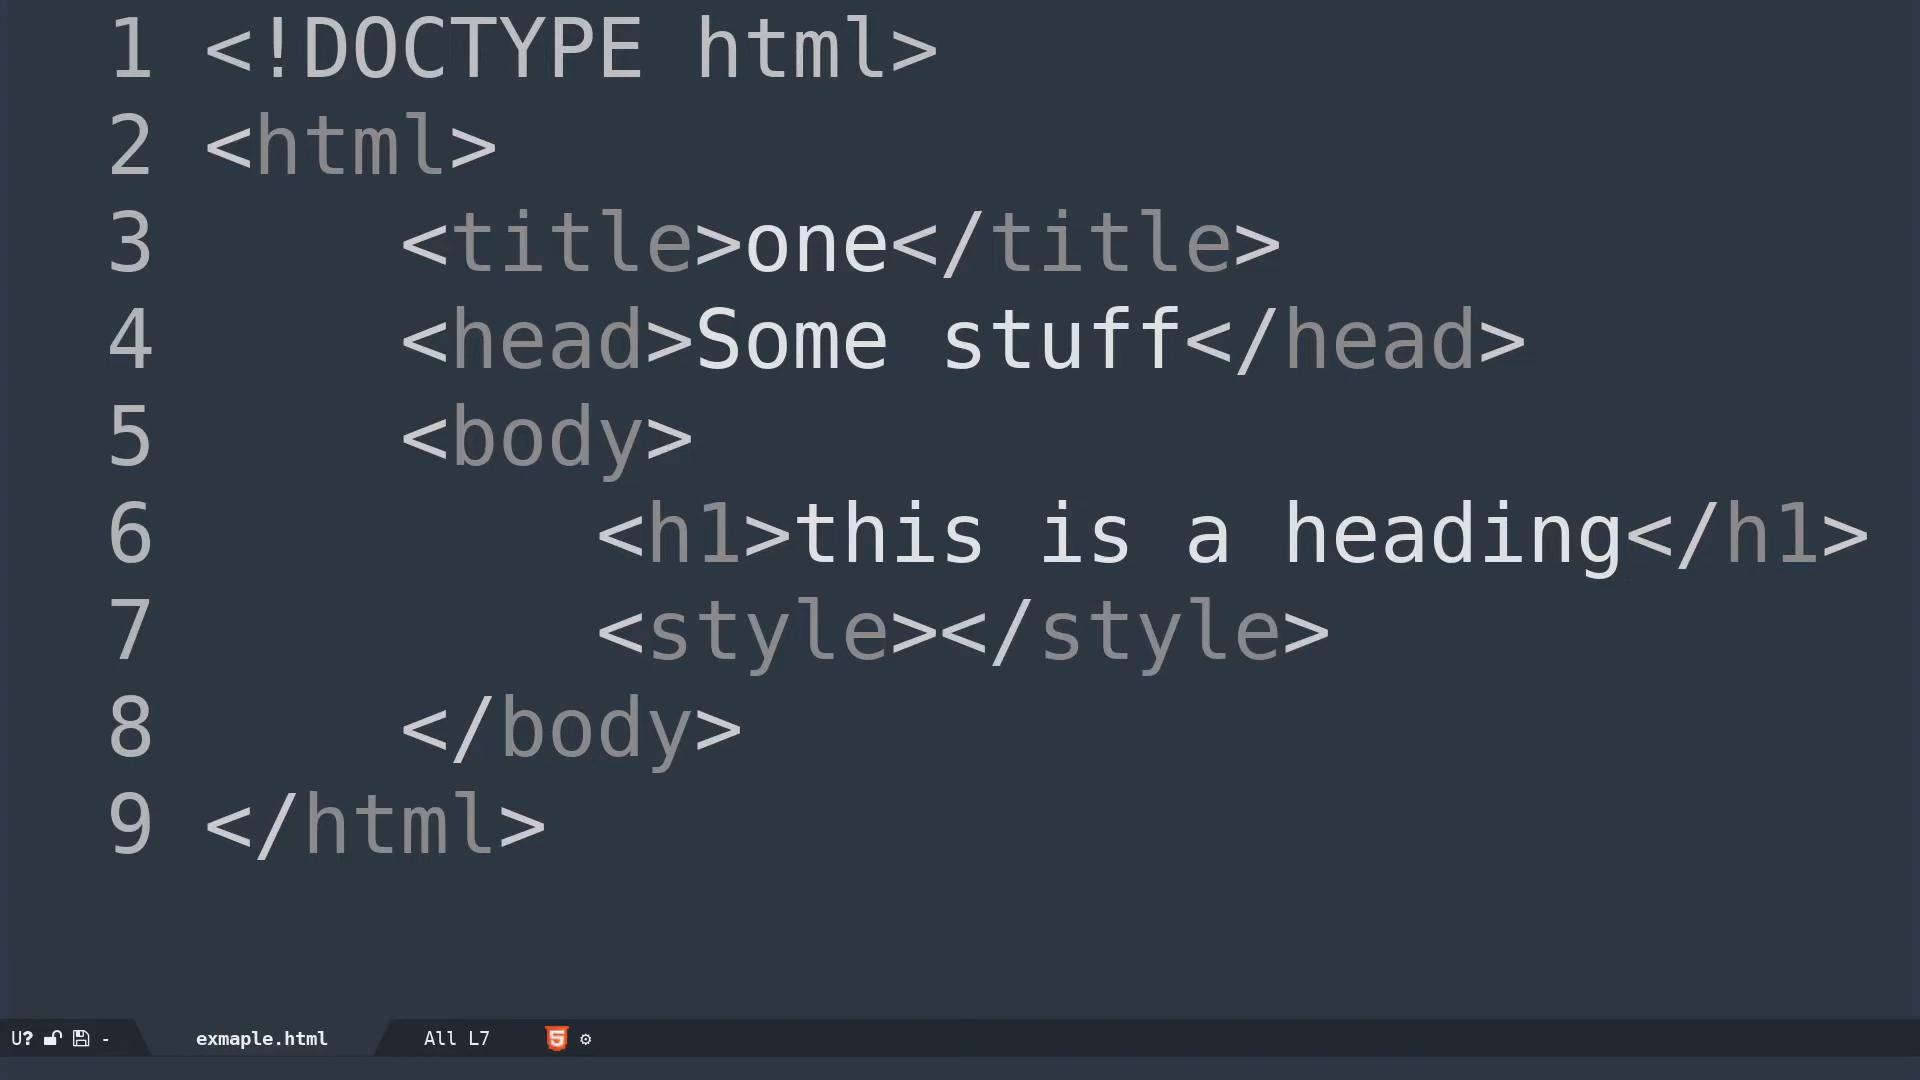 1 <!DOCTYPE html>
2 <html>
3     <title>one</title>
4     <head>Some stuff</head>
5     <body>
6         <h1>this is a heading</h1>
7         <style></style>
8     </body>
9 </html>
U? - exmaple.html All L7 5